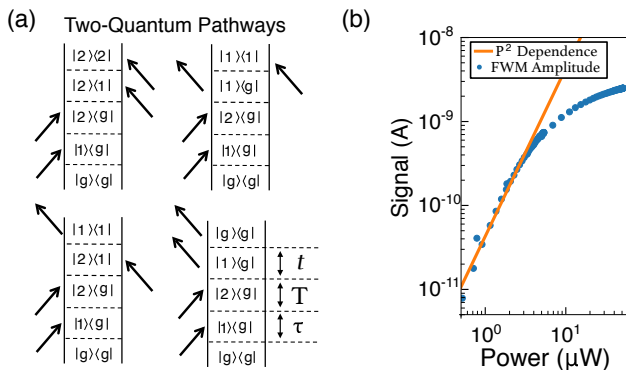 (a)
Two-Quantum Pathways
|2⟩⟨2|
|2⟩⟨1|
|2⟩⟨g|
|1⟩⟨g|
|g⟩⟨g|
|1⟩⟨1|
|1⟩⟨g|
|2⟩⟨g|
|1⟩⟨g|
|g⟩⟨g|
|1⟩⟨1|
|2⟩⟨1|
|2⟩⟨g|
|1⟩⟨g|
|g⟩⟨g|
|g⟩⟨g|
|1⟩⟨g|
|2⟩⟨g|
|1⟩⟨g|
|g⟩⟨g|
t
T
τ
(b)
P² Dependence
FWM Amplitude
Signal (A)
10⁻⁸
10⁻⁹
10⁻¹⁰
10⁻¹¹
10⁰
10¹
Power (μW)